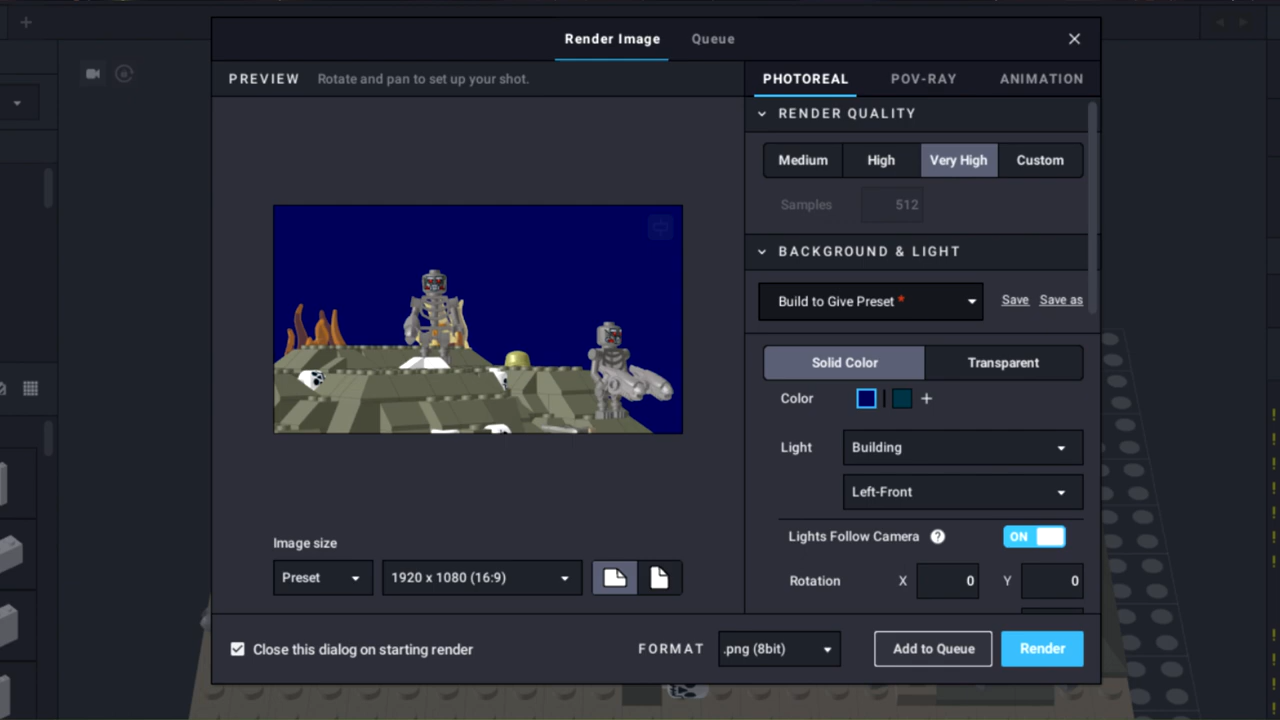 Render Image
Queue
PREVIEW
Rotate and pan to set up your shot.
PHOTOREAL
POV-RAY
ANIMATION
RENDER QUALITY
Medium
High
Very High
Custom
Samples
512
BACKGROUND & LIGHT
Build to Give Preset *
Save
Save as
Solid Color
Transparent
Color
Light
Building
Left-Front
Lights Follow Camera ?
ON
Rotation
X
0
Y
0
Image size
Preset
1920 x 1080 (16:9)
Close this dialog on starting render
FORMAT
.png (8bit)
Add to Queue
Render